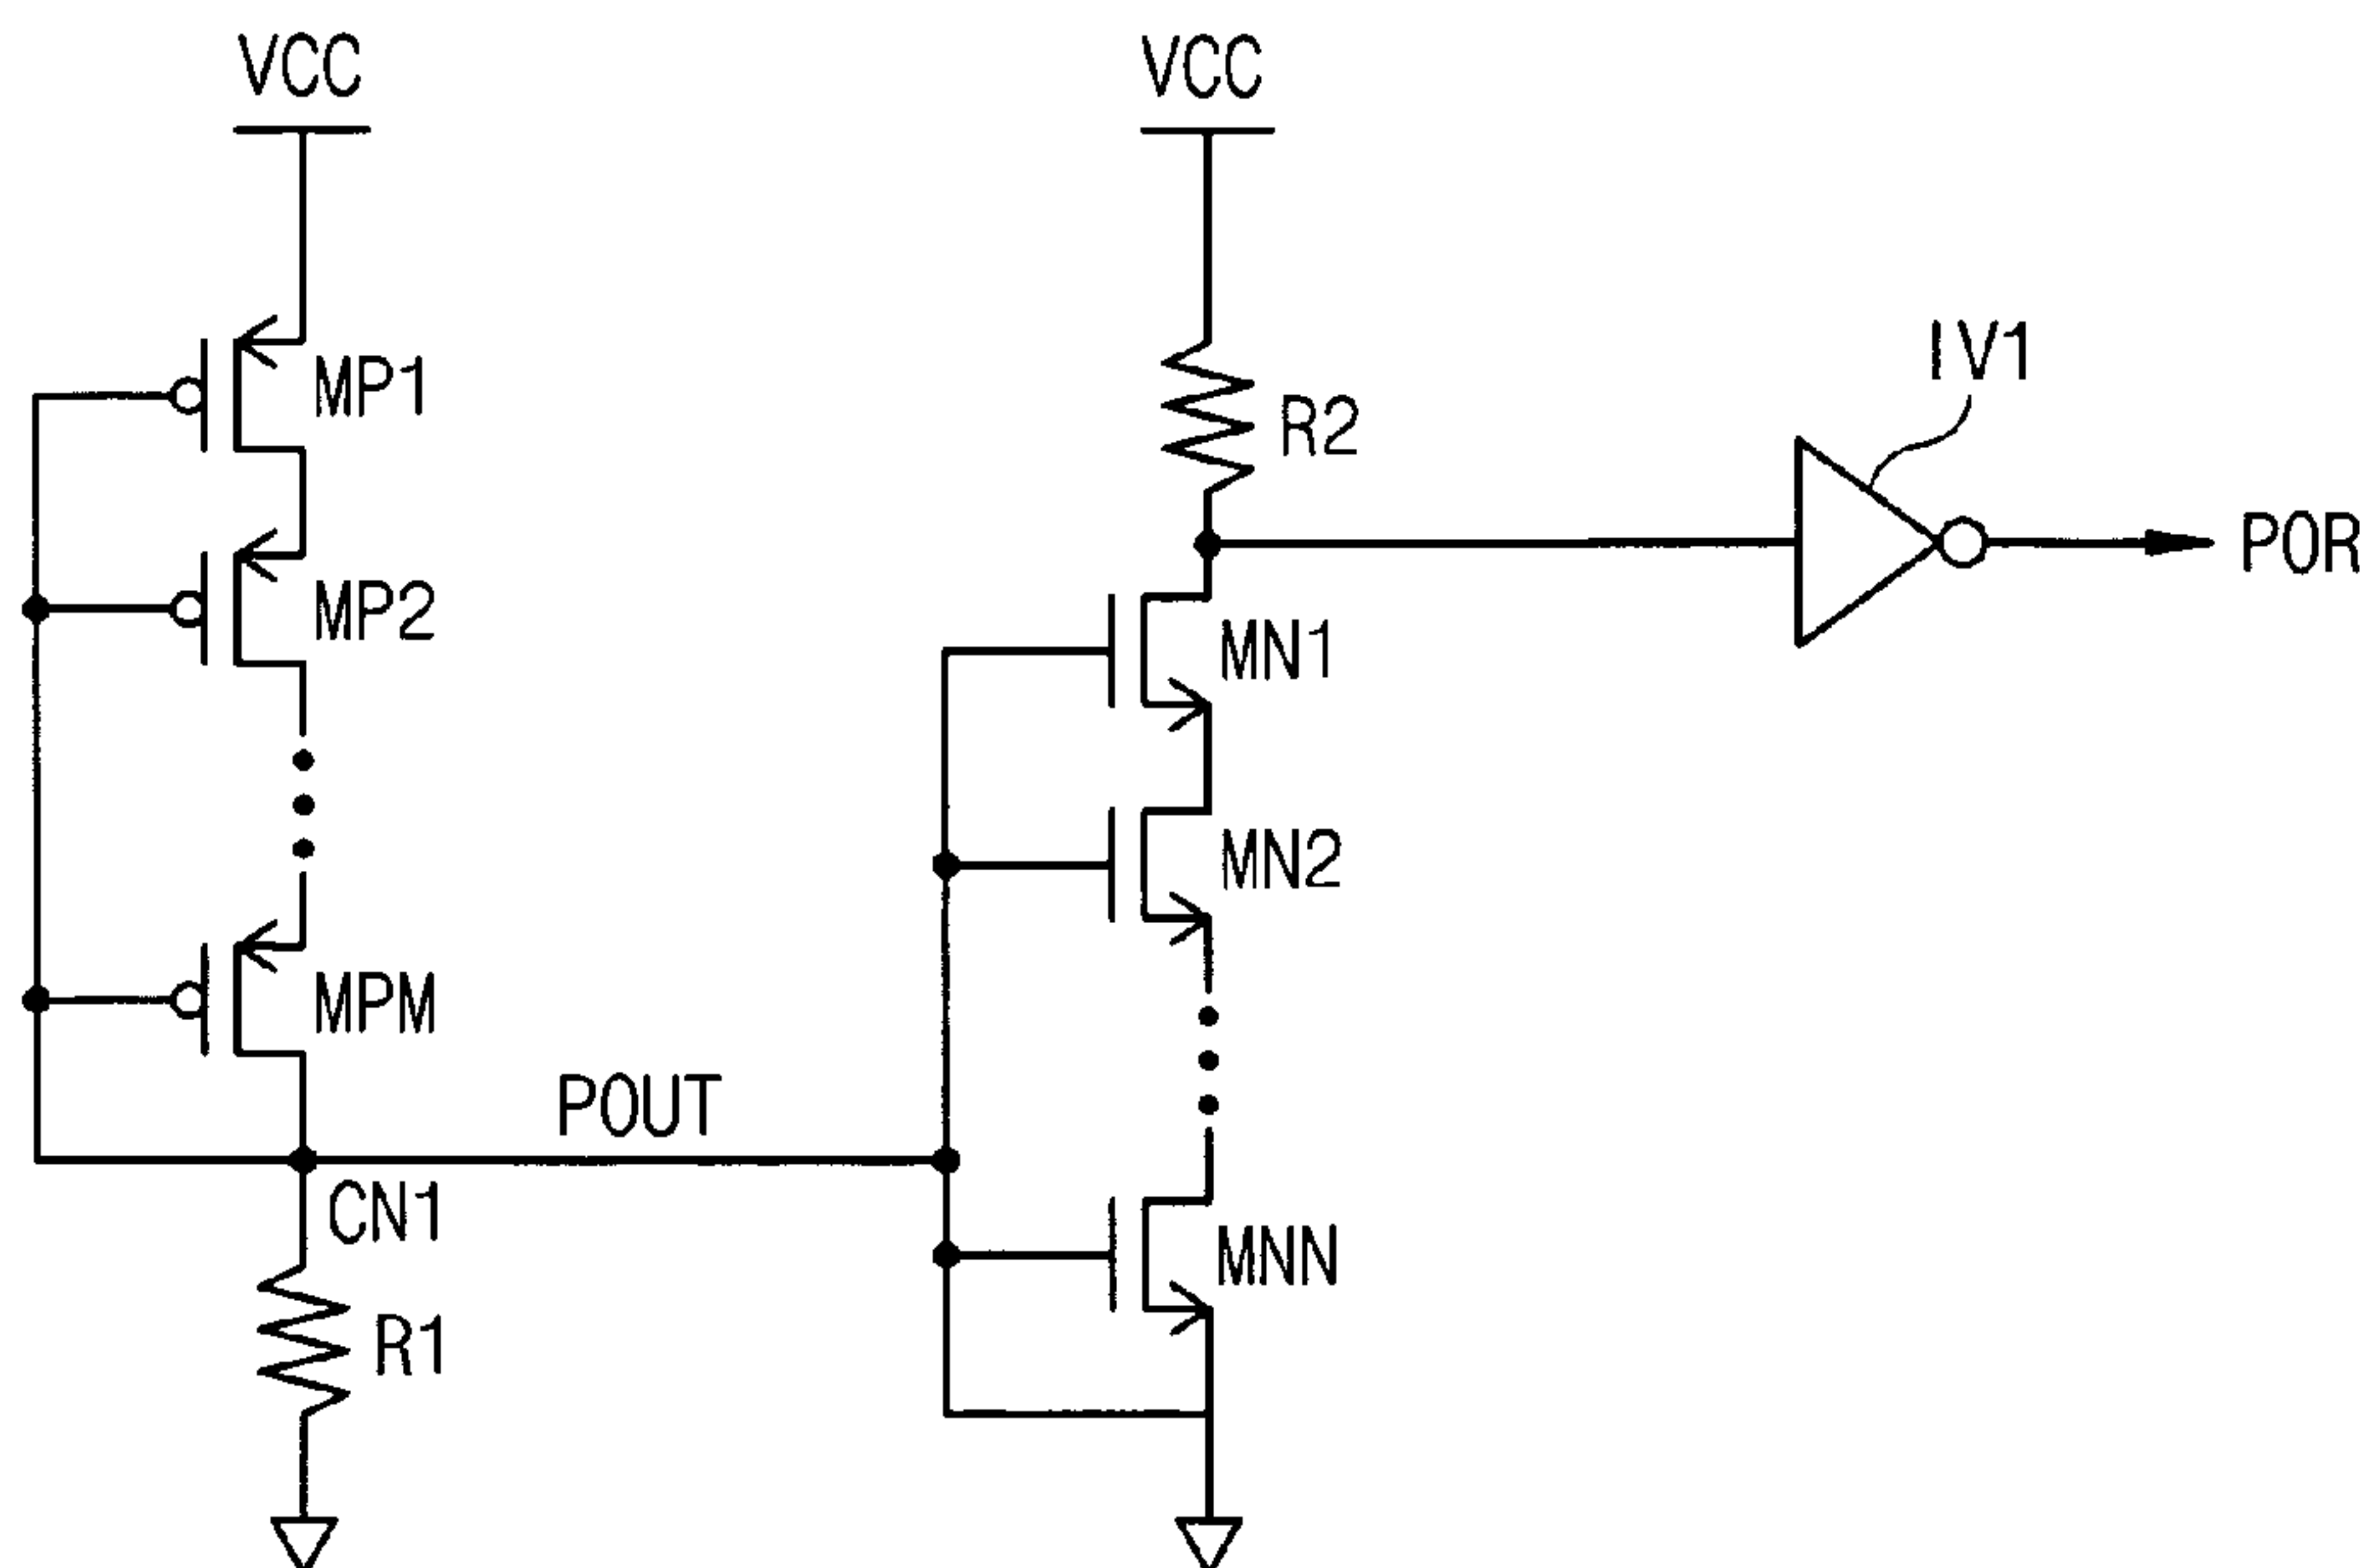 VCC
VCC
MP1
IV1
R2
POR
MP2
MN1
MN2
MPM
POUT
CN1
MNN
R1